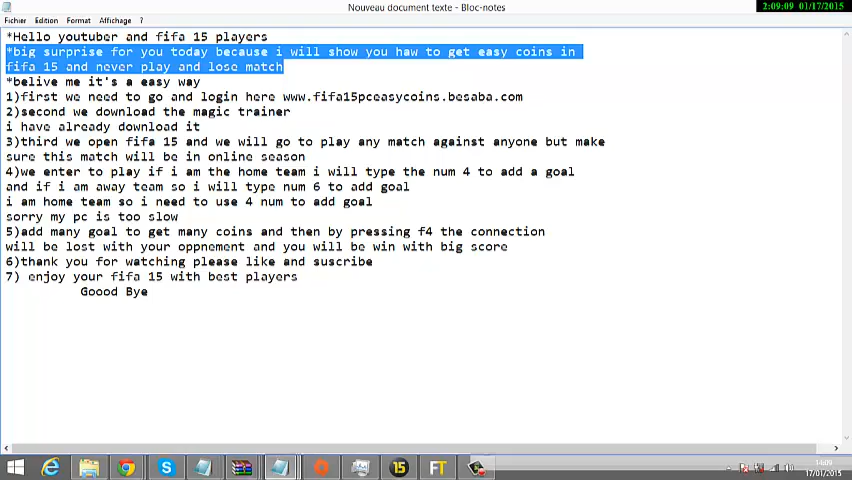 Nouveau document texte - Bloc-notes
2:09:09 01/17/2015
Fichier Edition Format Affichage ?
*Hello youtuber and fifa 15 players
*big surprise for you today because i will show you haw to get easy coins in
fifa 15 and never play and lose match
*belive me it's a easy way
1)first we need to go and login here www.fifa15pceasycoins.besaba.com
2)second we download the magic trainer
i have already download it
3)third we open fifa 15 and we will go to play any match against anyone but make
sure this match will be in online season
4)we enter to play if i am the home team i will type the num 4 to add a goal
and if i am away team so i will type num 6 to add goal
i am home team so i need to use 4 num to add goal
sorry my pc is too slow
5)add many goal to get many coins and then by pressing f4 the connection
will be lost with your oppnement and you will be win with big score
6)thank you for watching please like and suscribe
7) enjoy your fifa 15 with best players
Goood Bye
15
FT
14:09
17/01/2015